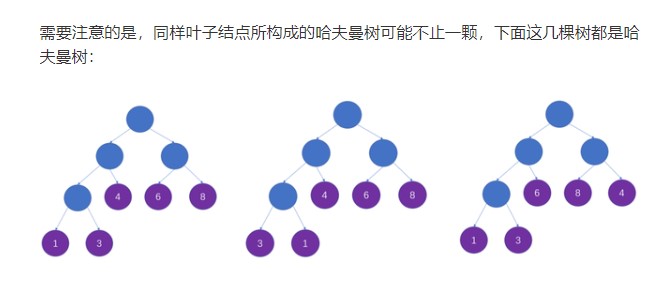 需要注意的是，同样叶子结点所构成的哈夫曼树可能不止一颗，下面这几棵树都是哈
夫曼树：
4 6 8 4 6 8 6 8 4
1 3 3 1 1 3